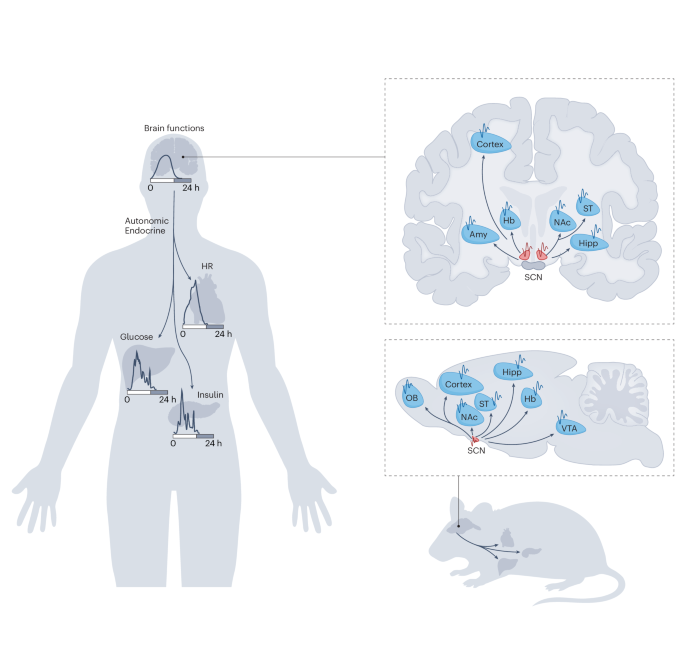 Brain functions
0 24 h
Autonomic
Endocrine
HR
0 24 h
Glucose
0 24 h
Insulin
0 24 h
Cortex
Hb
NAc
ST
Amy
Hipp
SCN
Hipp
Cortex
OB
ST
Hb
NAc
VTA
SCN